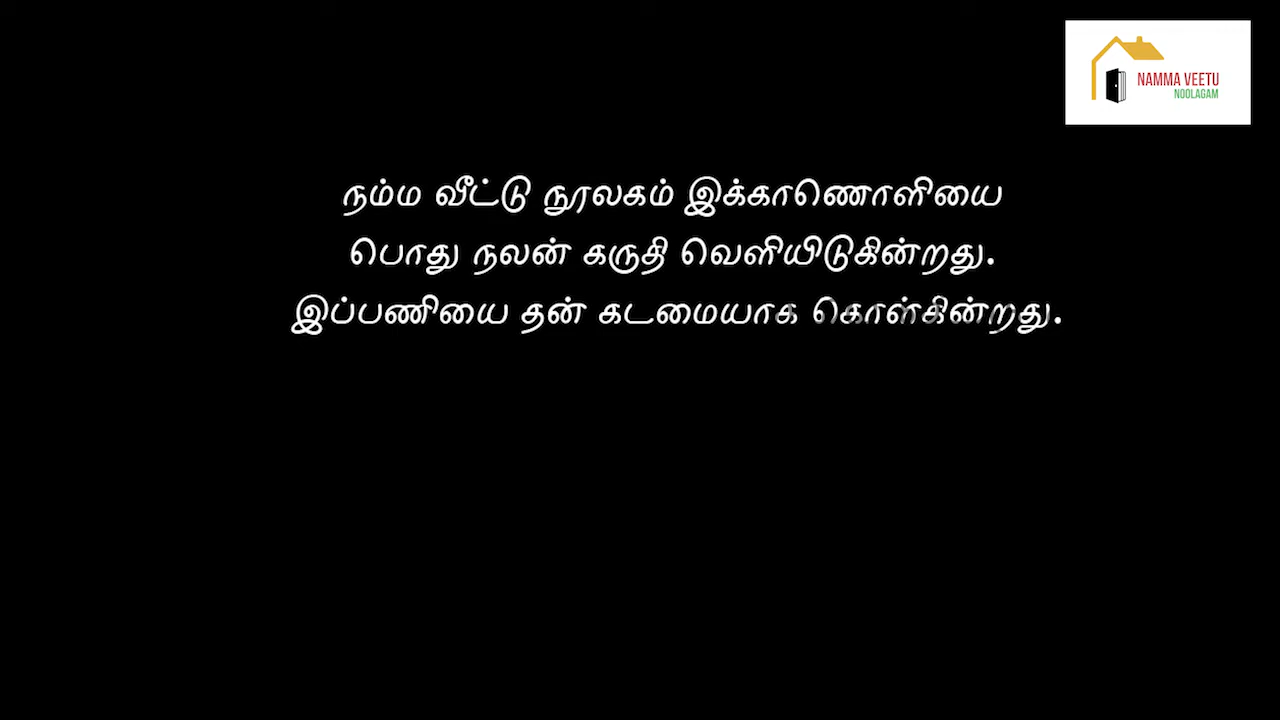 NAMMA VEETU
NOOLAGAM
நம்ம வீட்டு நூலகம் இக்காணொளியை
பொது நலன் கருதி வெளியிடுகின்றது.
இப்பணியை தன் கடமையாக கொள்கின்றது.